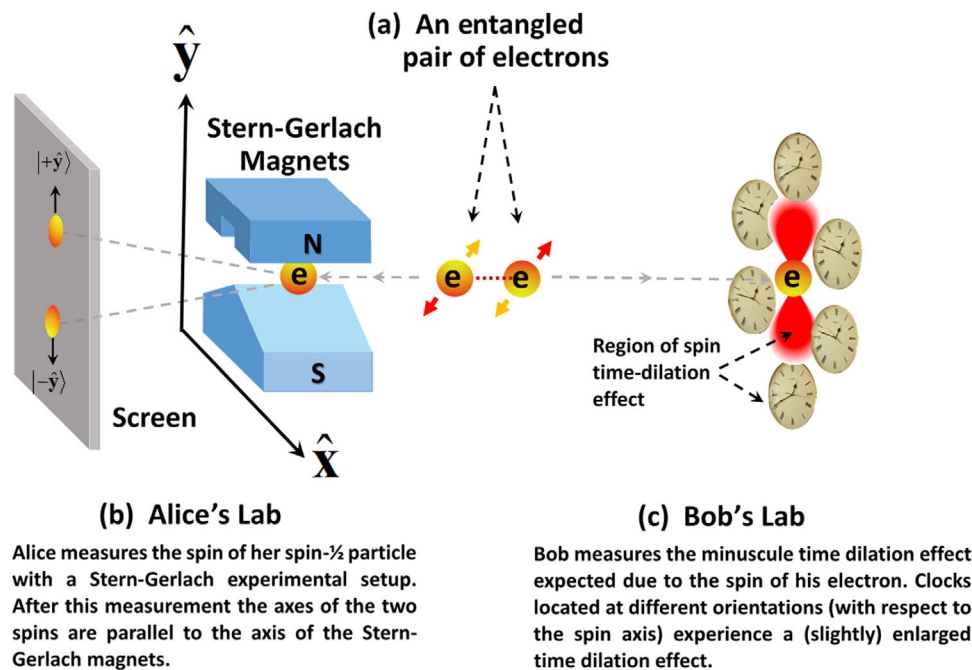 (a) An entangled
pair of electrons
ŷ
Stern-Gerlach
Magnets
|+ŷ⟩
N
e
e
e
e
|−ŷ⟩
S
Region of spin
time-dilation
effect
Screen
x̂
(b) Alice's Lab
Alice measures the spin of her spin-½ particle
with a Stern-Gerlach experimental setup.
After this measurement the axes of the two
spins are parallel to the axis of the Stern-
Gerlach magnets.
(c) Bob's Lab
Bob measures the minuscule time dilation effect
expected due to the spin of his electron. Clocks
located at different orientations (with respect to
the spin axis) experience a (slightly) enlarged
time dilation effect.